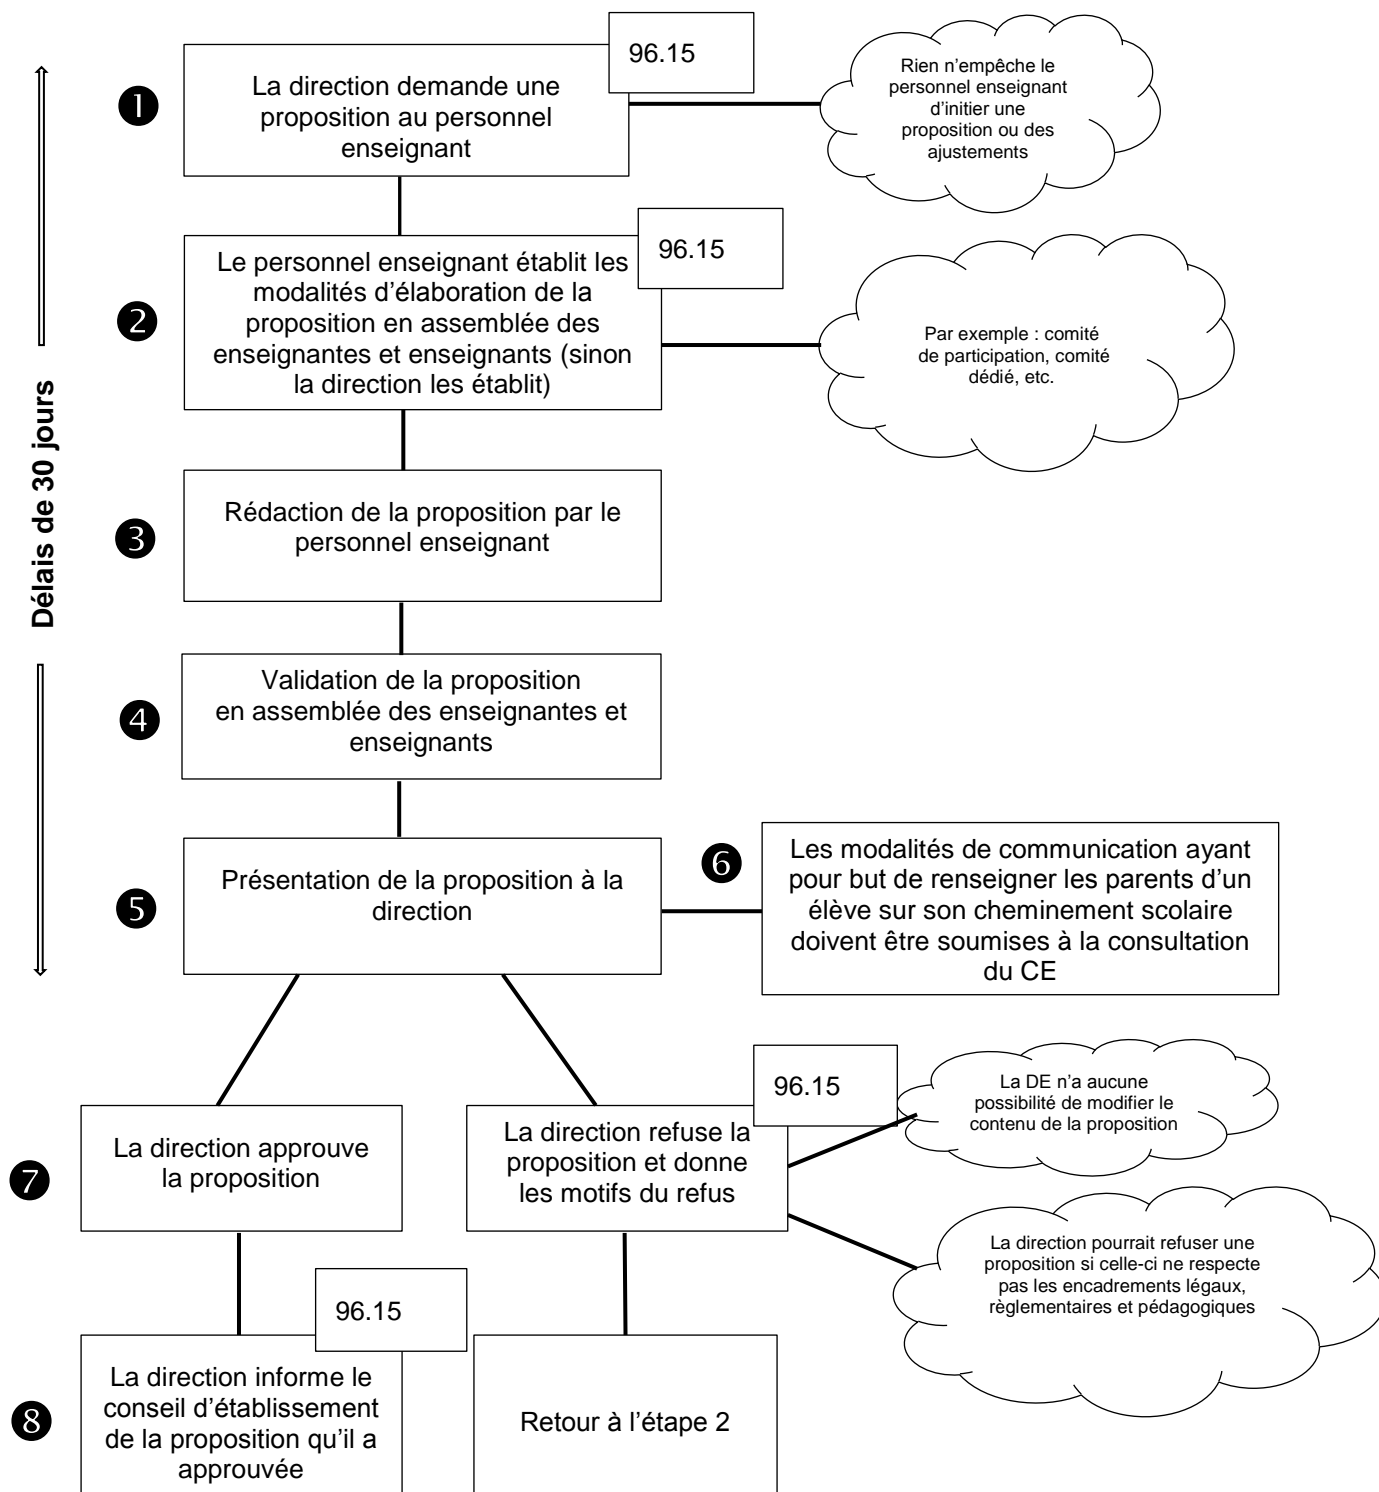 96.15
❶
La direction demande une
proposition au personnel
enseignant
Rien n’empêche le
personnel enseignant
d’initier une
proposition ou des
ajustements
96.15
❷
Le personnel enseignant établit les
modalités d’élaboration de la
proposition en assemblée des
enseignantes et enseignants (sinon
la direction les établit)
Par exemple : comité
de participation, comité
dédié, etc.
Délais de 30 jours
❸
Rédaction de la proposition par le
personnel enseignant
❹
Validation de la proposition
en assemblée des enseignantes et
enseignants
❺
Présentation de la proposition à la
direction
❻
Les modalités de communication ayant
pour but de renseigner les parents d’un
élève sur son cheminement scolaire
doivent être soumises à la consultation
du CE
❼
La direction approuve
la proposition
96.15
La direction refuse la
proposition et donne
les motifs du refus
La DE n’a aucune
possibilité de modifier le
contenu de la proposition
La direction pourrait refuser une
proposition si celle-ci ne respecte
pas les encadrements légaux,
règlementaires et pédagogiques
96.15
❽
La direction informe le
conseil d’établissement
de la proposition qu’il a
approuvée
Retour à l’étape 2